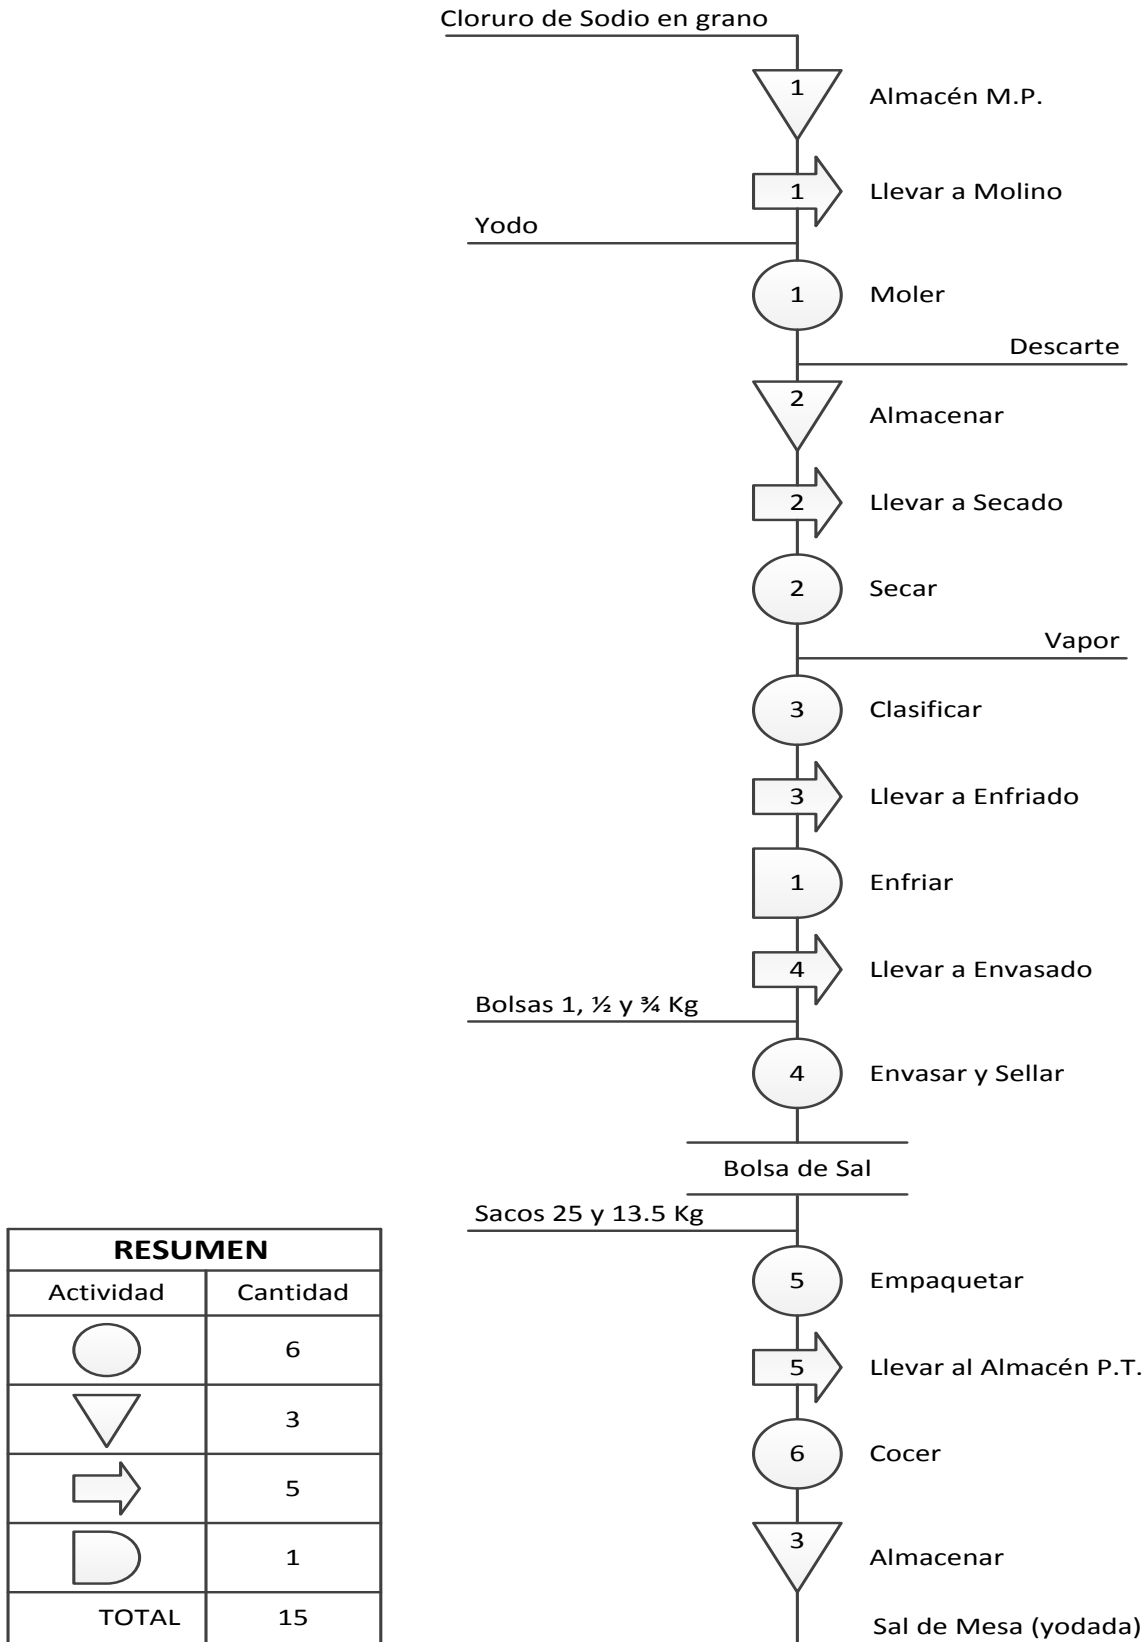 Cloruro de Sodio en grano
1 Almacén M.P.
1 Llevar a Molino
Yodo
1 Moler
Descarte
2 Almacenar
2 Llevar a Secado
2 Secar
Vapor
3 Clasificar
3 Llevar a Enfriado
1 Enfriar
4 Llevar a Envasado
Bolsas 1, ½ y ¾ Kg
4 Envasar y Sellar
Bolsa de Sal
Sacos 25 y 13.5 Kg
5 Empaquetar
5 Llevar al Almacén P.T.
6 Cocer
3 Almacenar
Sal de Mesa (yodada)
RESUMEN
Actividad Cantidad
6
3
5
1
TOTAL 15